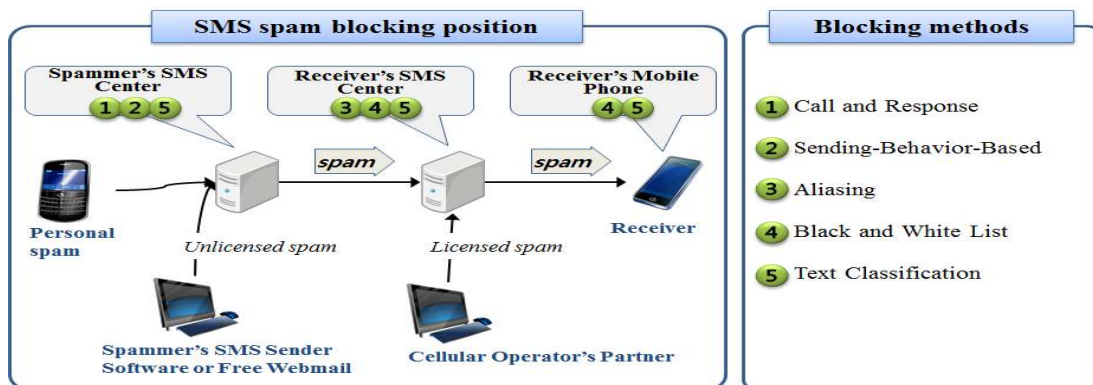 SMS spam blocking position
Spammer's SMS
Center
1 2 5
Receiver's SMS
Center
3 4 5
Receiver's Mobile
Phone
4 5
spam
spam
Personal
spam
Unlicensed spam
Licensed spam
Receiver
Spammer's SMS Sender
Software or Free Webmail
Cellular Operator's Partner
Blocking methods
1 Call and Response
2 Sending-Behavior-Based
3 Aliasing
4 Black and White List
5 Text Classification